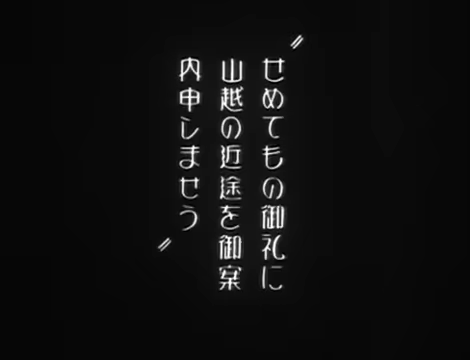 〃せめてもの御礼に
山越の近途を御案
内申しませう〃